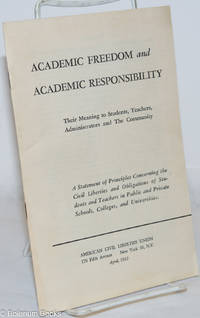 ACADEMIC FREEDOM and
ACADEMIC RESPONSIBILITY
Their Meaning to Students, Teachers,
Administrators and The Community
A Statement of Principles Concerning the
Civil Liberties and Obligations of Stu-
dents and Teachers in Public and Private
Schools, Colleges, and Universities.
AMERICAN CIVIL LIBERTIES UNION
170 Fifth Avenue New York 10, N.Y.
April, 1952
© Bolerium Books